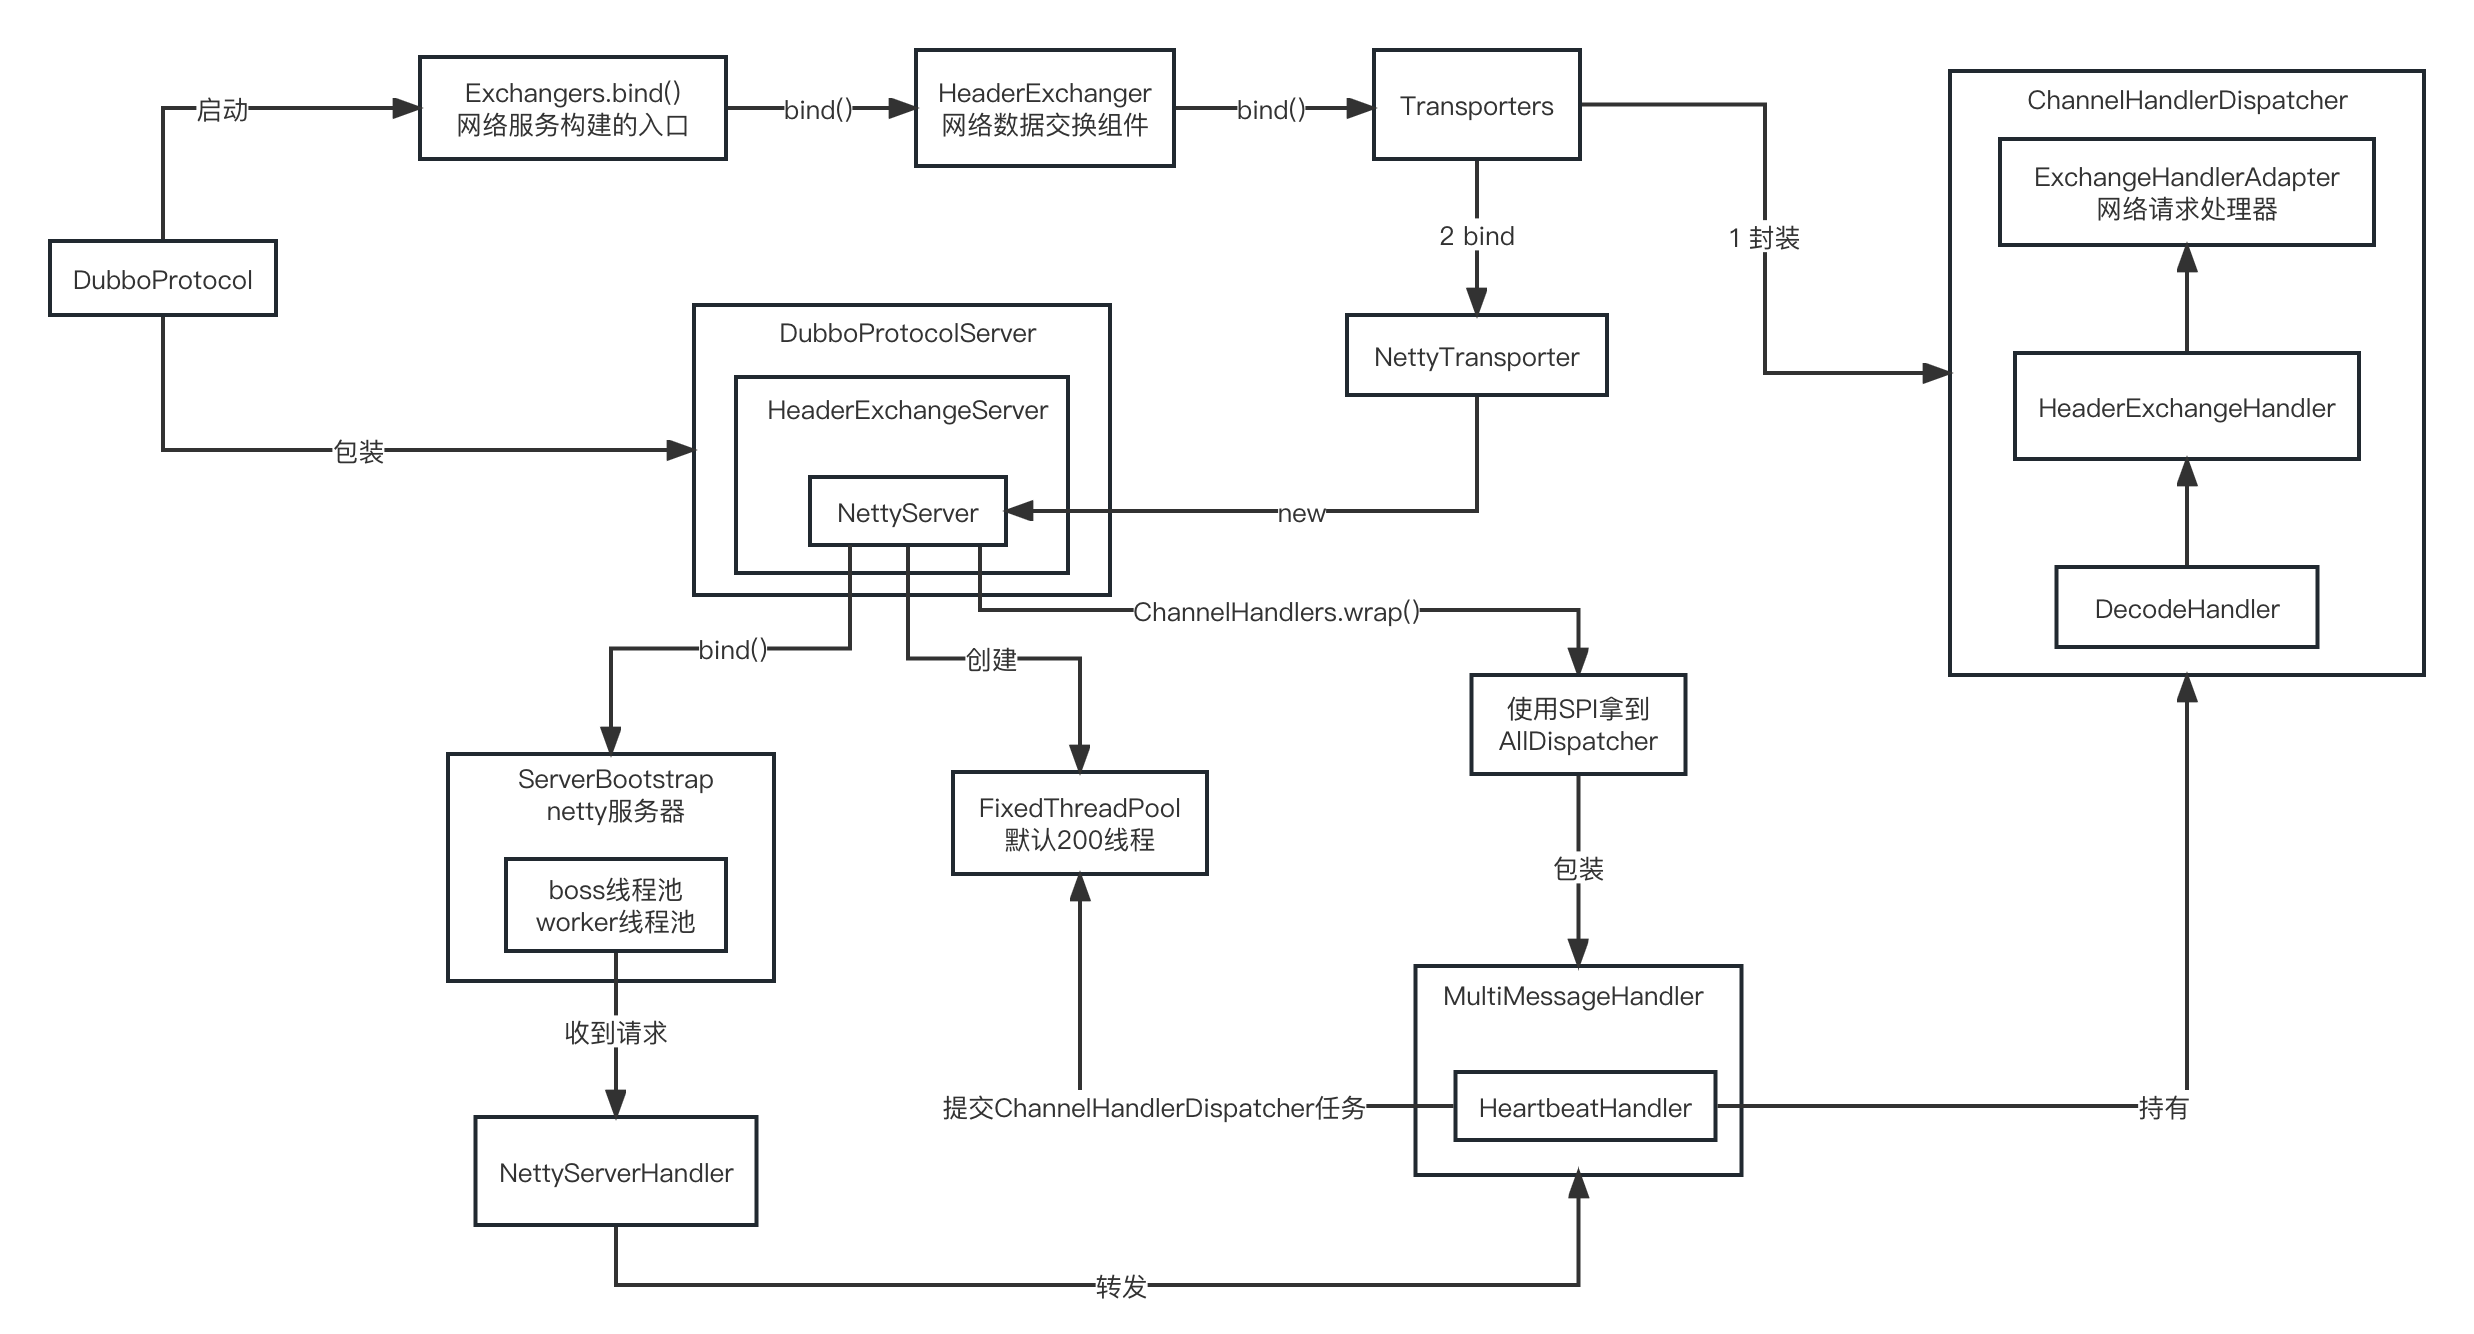 启动
Exchangers.bind()
网络服务构建的入口
bind()
HeaderExchanger
网络数据交换组件
bind()
Transporters
ChannelHandlerDispatcher
ExchangeHandlerAdapter
网络请求处理器
2 bind
1 封装
DubboProtocol
DubboProtocolServer
NettyTransporter
HeaderExchangeServer
HeaderExchangeHandler
包装
NettyServer
new
DecodeHandler
ChannelHandlers.wrap()
bind()
创建
使用SPI拿到
AllDispatcher
ServerBootstrap
netty服务器
FixedThreadPool
默认200线程
boss线程池
worker线程池
包装
MultiMessageHandler
收到请求
提交ChannelHandlerDispatcher任务
HeartbeatHandler
持有
NettyServerHandler
转发